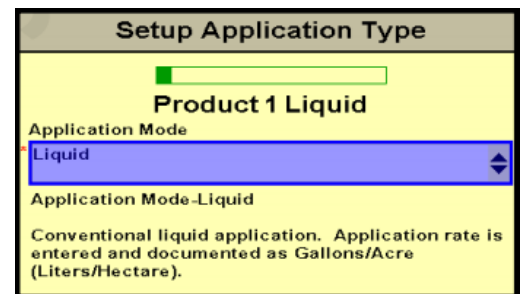 Setup Application Type
Product 1 Liquid
Application Mode
* Liquid
Application Mode-Liquid
Conventional liquid application. Application rate is
entered and documented as Gallons/Acre
(Liters/Hectare).